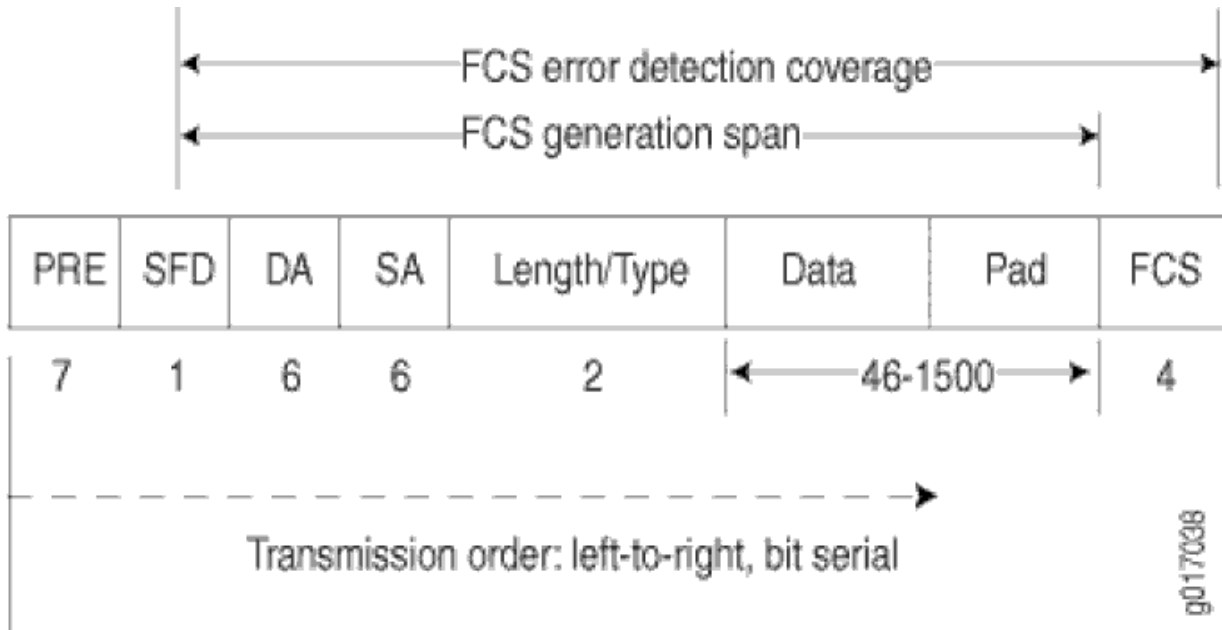 FCS error detection coverage
FCS generation span
PRE SFD DA SA Length/Type Data Pad FCS
7 1 6 6 2 46-1500 4
Transmission order: left-to-right, bit serial
g017038